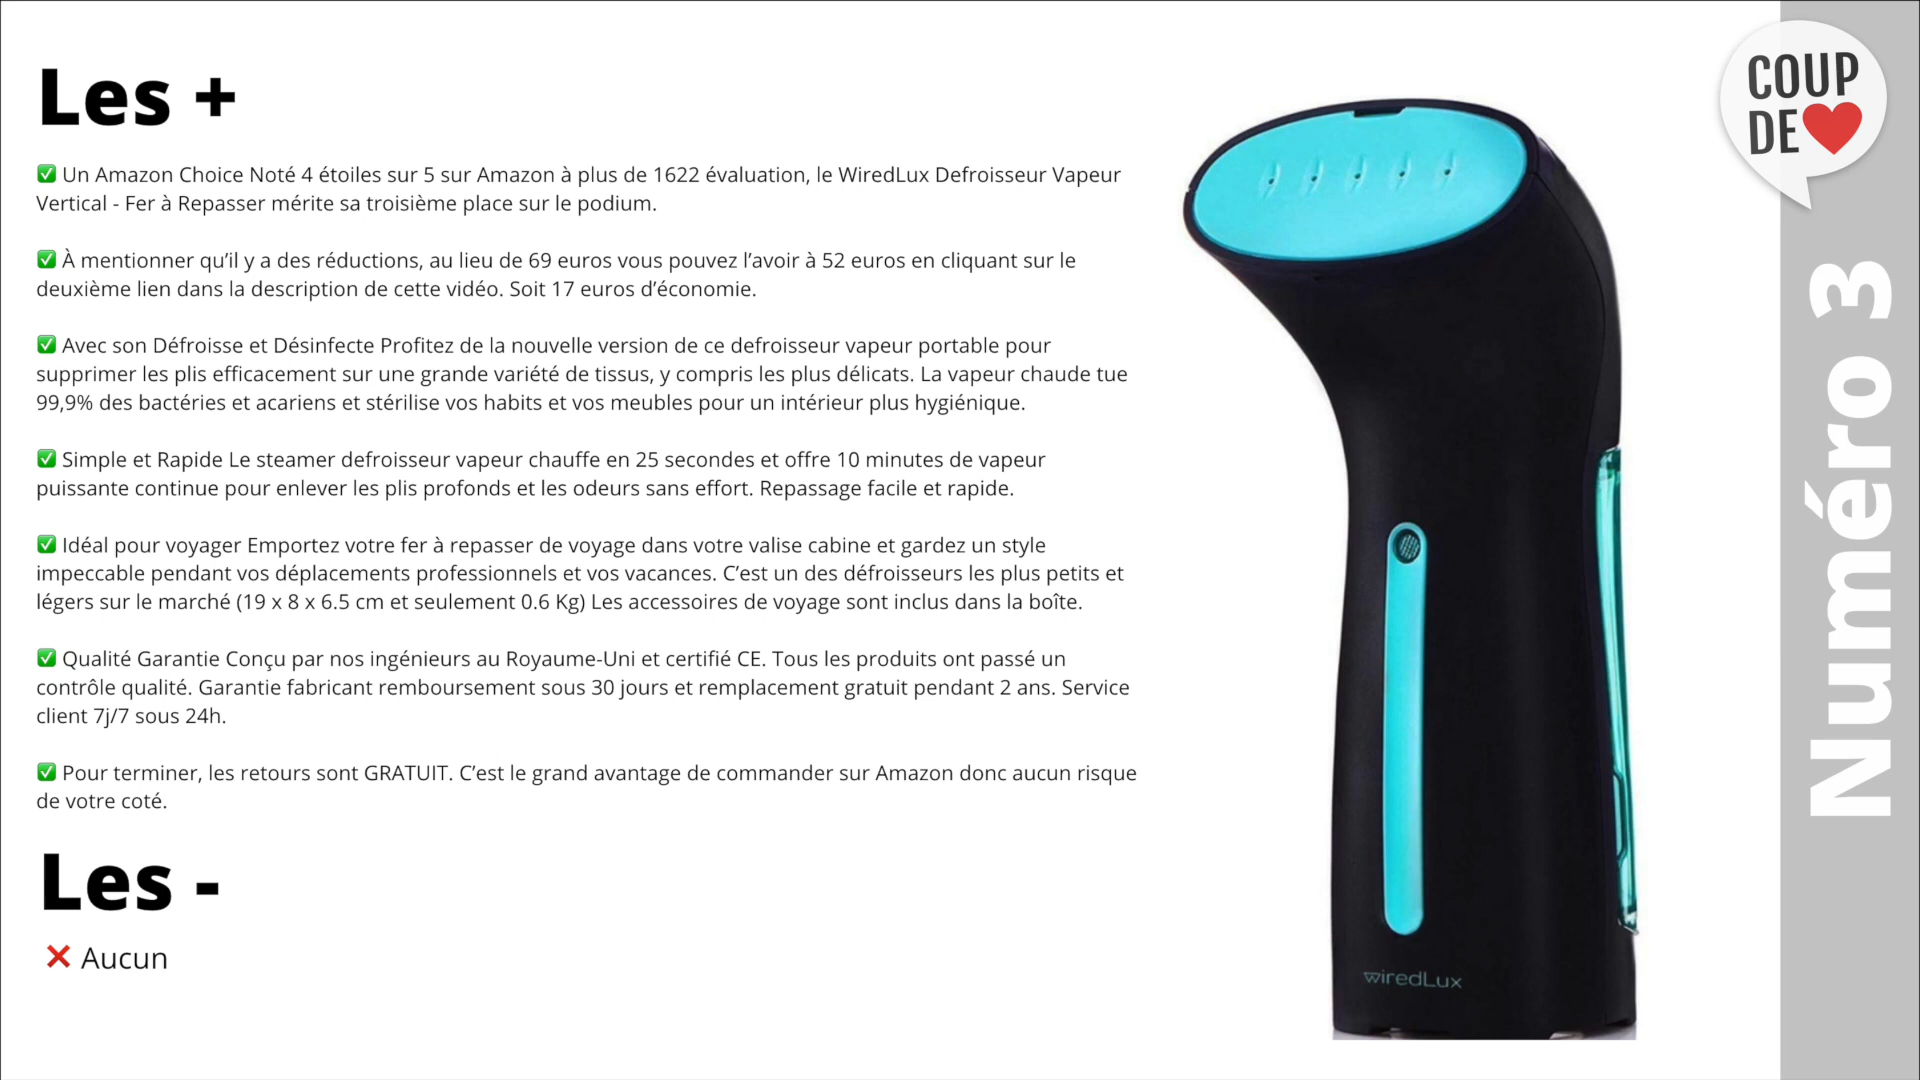 Les +
✅ Un Amazon Choice Noté 4 étoiles sur 5 sur Amazon à plus de 1622 évaluation, le WiredLux Defroisseur Vapeur
Vertical - Fer à Repasser mérite sa troisième place sur le podium.
✅ À mentionner qu’il y a des réductions, au lieu de 69 euros vous pouvez l’avoir à 52 euros en cliquant sur le
deuxième lien dans la description de cette vidéo. Soit 17 euros d’économie.
✅ Avec son Défroisse et Désinfecte Profitez de la nouvelle version de ce defroisseur vapeur portable pour
supprimer les plis efficacement sur une grande variété de tissus, y compris les plus délicats. La vapeur chaude tue
99,9% des bactéries et acariens et stérilise vos habits et vos meubles pour un intérieur plus hygiénique.
✅ Simple et Rapide Le steamer defroisseur vapeur chauffe en 25 secondes et offre 10 minutes de vapeur
puissante continue pour enlever les plis profonds et les odeurs sans effort. Repassage facile et rapide.
✅ Idéal pour voyager Emportez votre fer à repasser de voyage dans votre valise cabine et gardez un style
impeccable pendant vos déplacements professionnels et vos vacances. C’est un des défroisseurs les plus petits et
légers sur le marché (19 x 8 x 6.5 cm et seulement 0.6 Kg) Les accessoires de voyage sont inclus dans la boîte.
✅ Qualité Garantie Conçu par nos ingénieurs au Royaume-Uni et certifié CE. Tous les produits ont passé un
contrôle qualité. Garantie fabricant remboursement sous 30 jours et remplacement gratuit pendant 2 ans. Service
client 7j/7 sous 24h.
✅ Pour terminer, les retours sont GRATUIT. C’est le grand avantage de commander sur Amazon donc aucun risque
de votre coté.
Les -
❌ Aucun
wiredLux
COUP
DE
Numéro 3